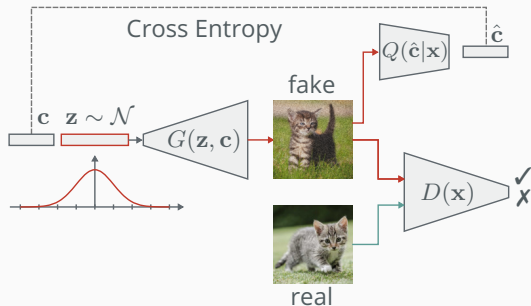 Cross Entropy
ĉ
Q(ĉ|x)
fake
c
z ∼ 𝒩
G(z, c)
D(x)
✓
✗
real